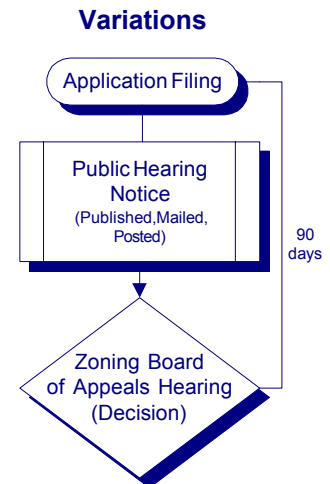 Variations
Application Filing
Public Hearing
Notice
(Published,Mailed,
Posted)
90
days
Zoning Board
of Appeals Hearing
(Decision)